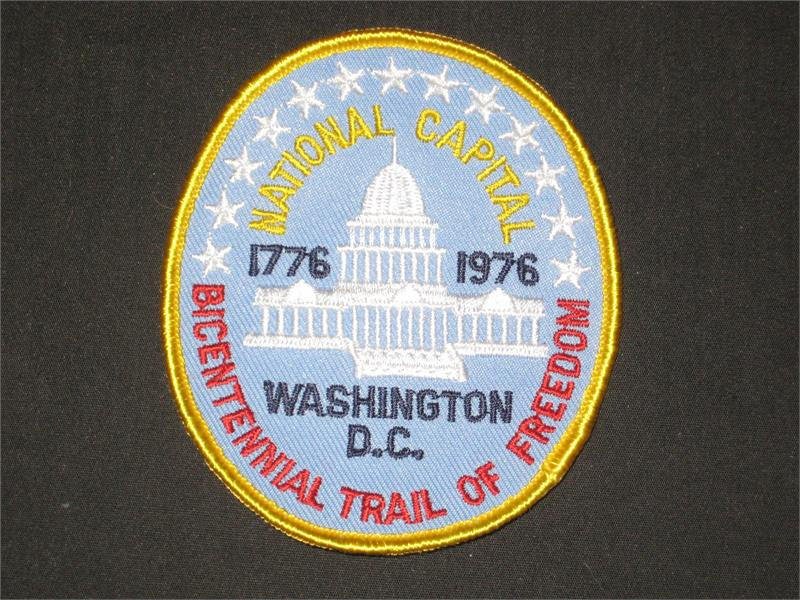 NATIONAL CAPITAL
1776 1976
WASHINGTON
D.C.
BICENTENNIAL TRAIL OF FREEDOM